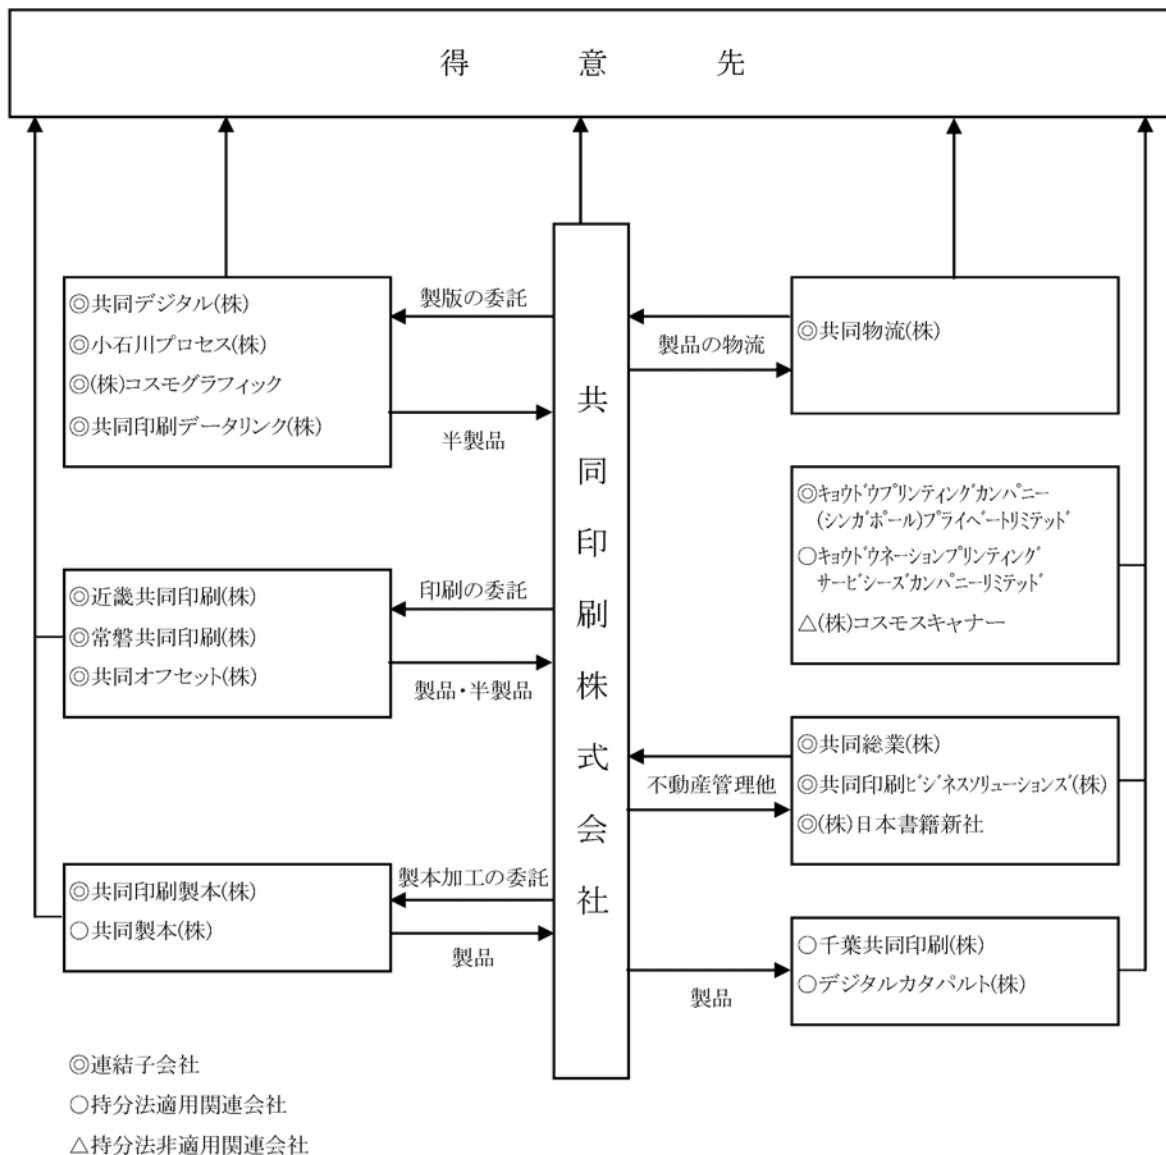 得意先
◎共同デジタル(株)
◎小石川プロセス(株)
◎(株)コスモグラフィック
◎共同印刷データリンク(株)
製版の委託
半製品
◎近畿共同印刷(株)
◎常磐共同印刷(株)
◎共同オフセット(株)
印刷の委託
製品・半製品
◎共同印刷製本(株)
○共同製本(株)
製本加工の委託
製品
共同印刷株式会社
製品の物流
◎共同物流(株)
◎ｷｮｳﾄﾞｳﾌﾟﾘﾝﾃｨﾝｸﾞｶﾝﾊﾟﾆｰ
(ｼﾝｶﾞﾎﾟｰﾙ)ﾌﾟﾗｲﾍﾞｰﾄﾘﾐﾃｯﾄﾞ
○ｷｮｳﾄﾞｳﾈｰｼｮﾝﾌﾟﾘﾝﾃｨﾝｸﾞ
ｻｰﾋﾞｼｰｽﾞｶﾝﾊﾟﾆｰﾘﾐﾃｯﾄﾞ
△(株)コスモスキャナー
不動産管理他
◎共同総業(株)
◎共同印刷ﾋﾞｼﾞﾈｽｿﾘｭｰｼｮﾝｽﾞ(株)
◎(株)日本書籍新社
製品
○千葉共同印刷(株)
○デジタルカタパルト(株)
◎連結子会社
○持分法適用関連会社
△持分法非適用関連会社